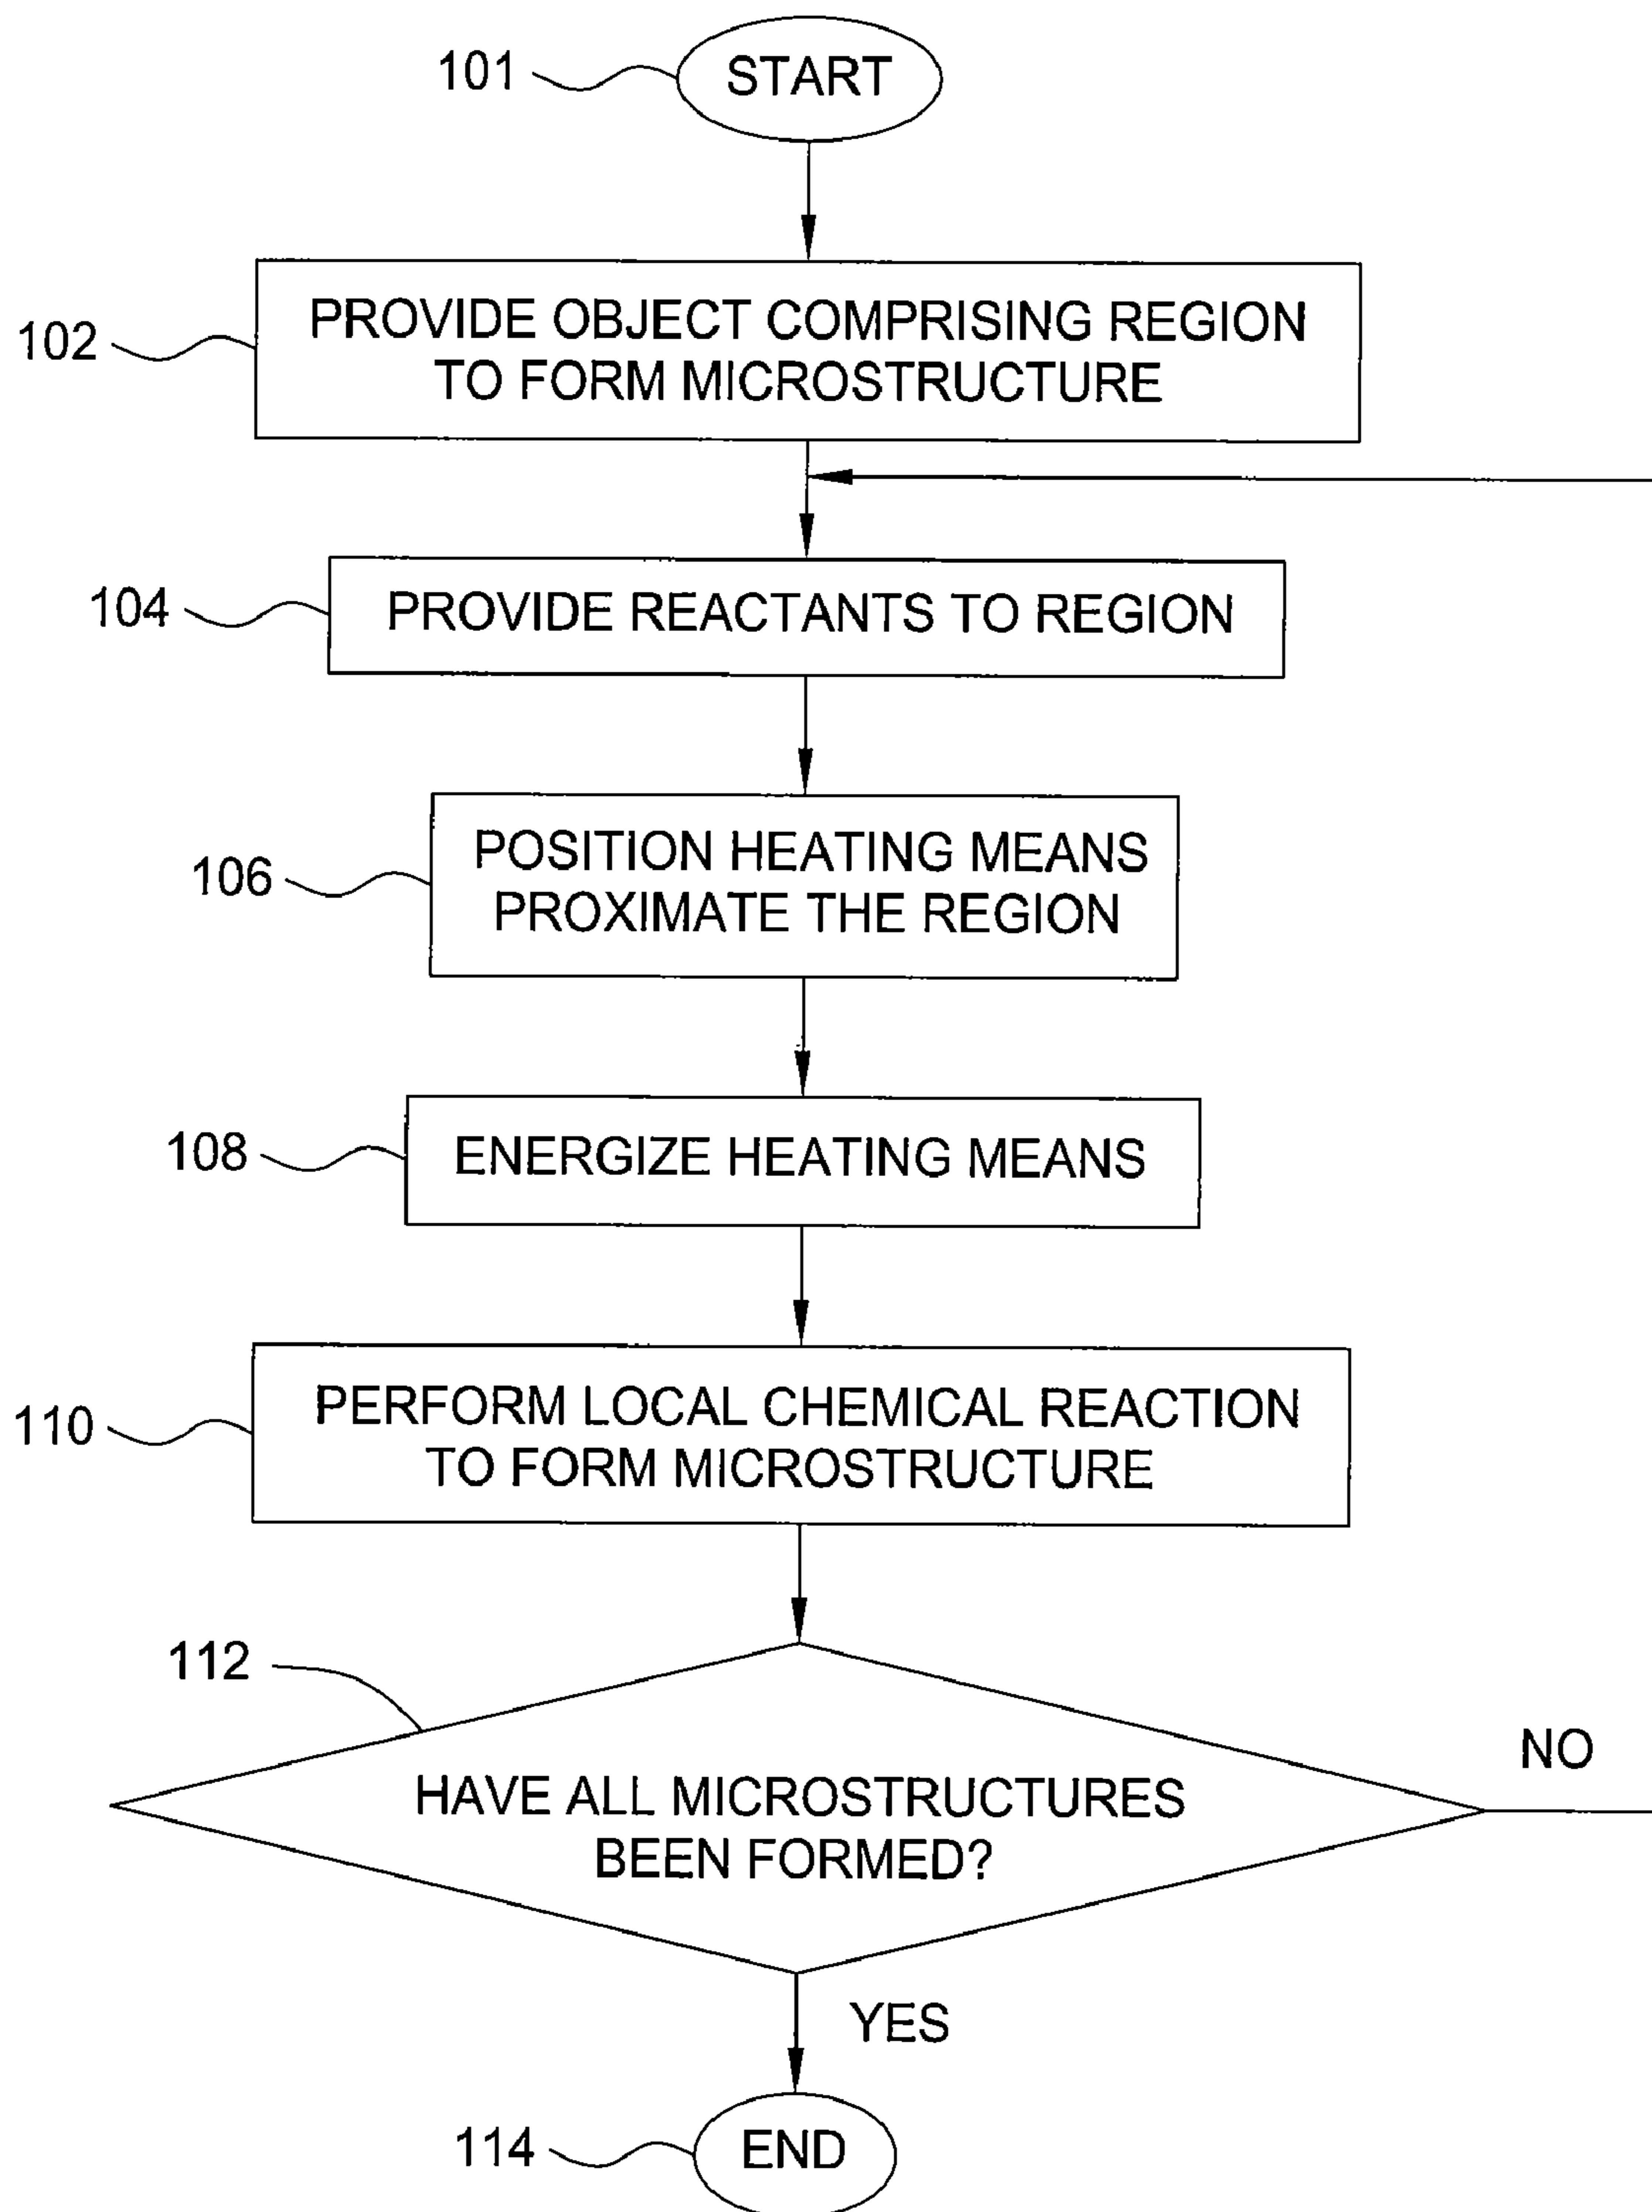 101
START
102
PROVIDE OBJECT COMPRISING REGION
TO FORM MICROSTRUCTURE
104
PROVIDE REACTANTS TO REGION
106
POSITION HEATING MEANS
PROXIMATE THE REGION
108
ENERGIZE HEATING MEANS
110
PERFORM LOCAL CHEMICAL REACTION
TO FORM MICROSTRUCTURE
112
HAVE ALL MICROSTRUCTURES
BEEN FORMED?
NO
YES
114
END